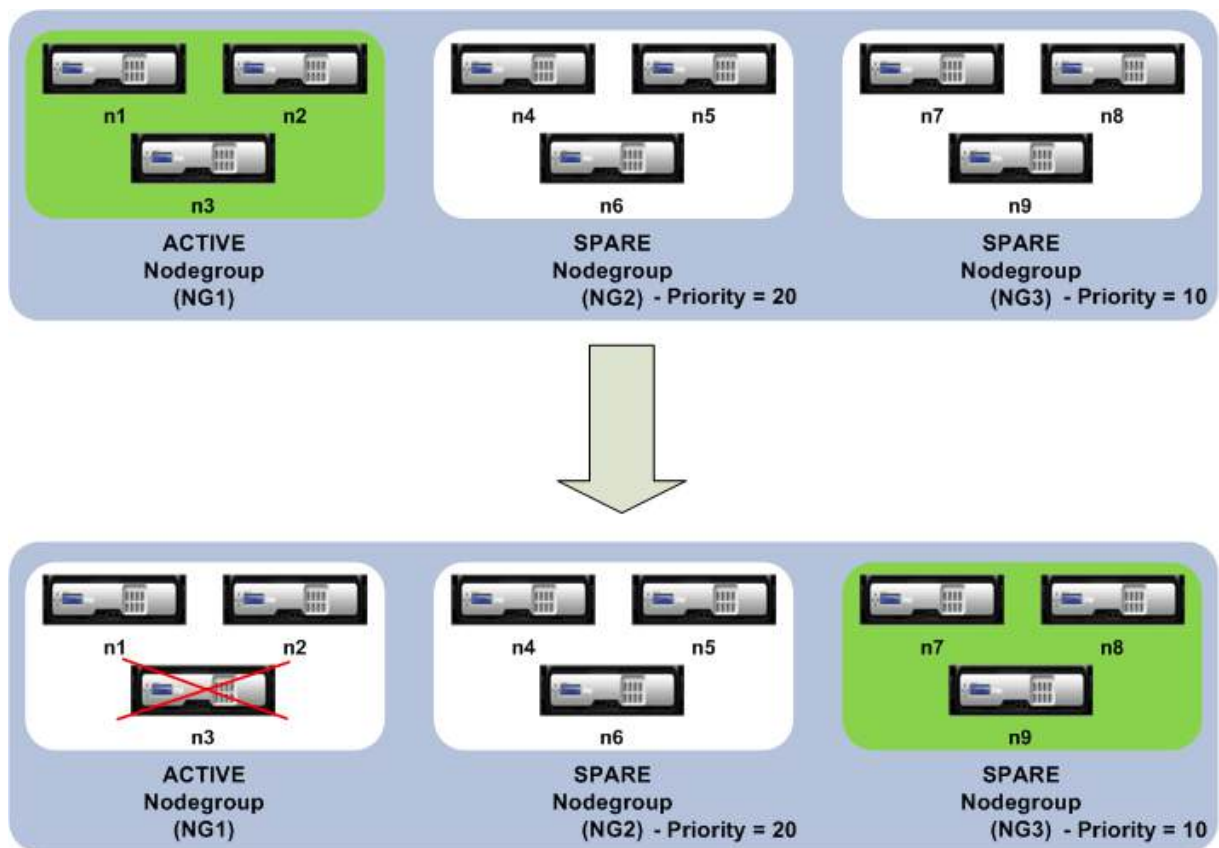 n1
n2
n3
ACTIVE
Nodegroup
(NG1)
n4
n5
n6
SPARE
Nodegroup
(NG2) - Priority = 20
n7
n8
n9
SPARE
Nodegroup
(NG3) - Priority = 10
n1
n2
n3
ACTIVE
Nodegroup
(NG1)
n4
n5
n6
SPARE
Nodegroup
(NG2) - Priority = 20
n7
n8
n9
SPARE
Nodegroup
(NG3) - Priority = 10